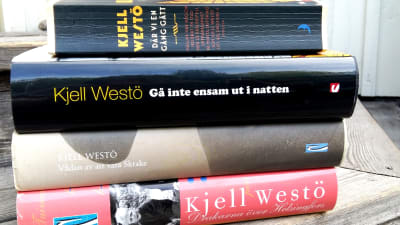 KJELL
WESTÖ
DÄR VI EN
GÅNG GÅTT
Kjell Westö Gå inte ensam ut i natten
KJELL WESTÖ
Vådan av att vara Skrake
Kjell Westö
Drakarna över Helsingfors